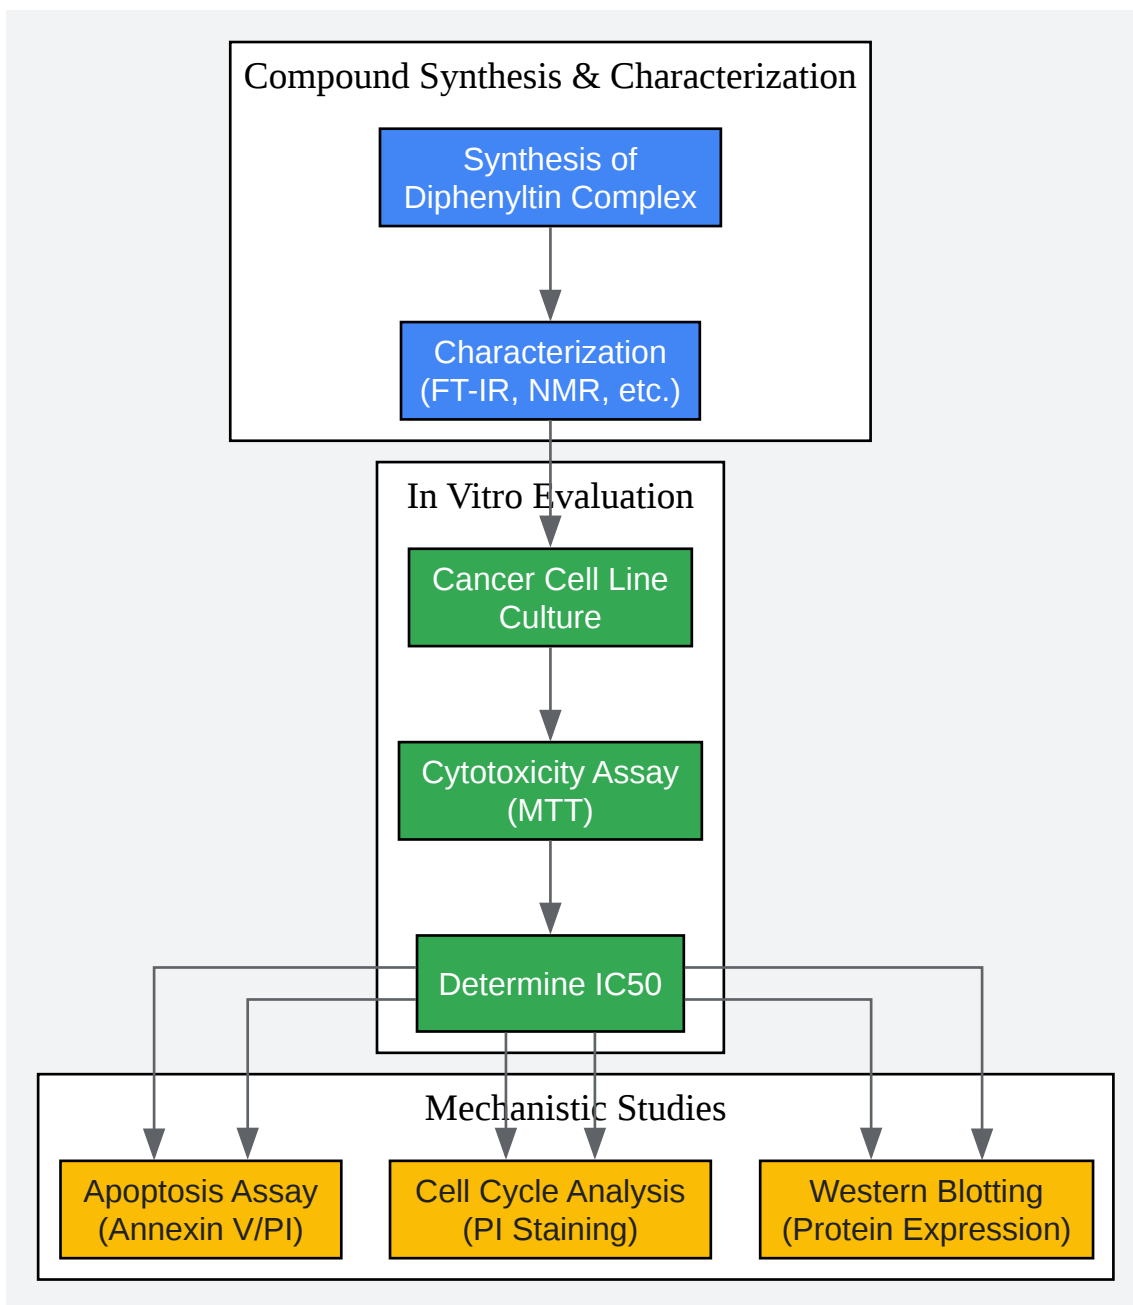 Compound Synthesis & Characterization
Synthesis of
Diphenyltin Complex
Characterization
(FT-IR, NMR, etc.)
In Vitro Evaluation
Cancer Cell Line
Culture
Cytotoxicity Assay
(MTT)
Determine IC50
Mechanistic Studies
Apoptosis Assay
(Annexin V/PI)
Cell Cycle Analysis
(PI Staining)
Western Blotting
(Protein Expression)